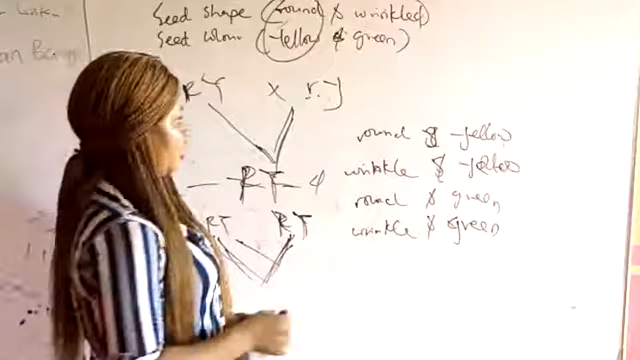 Seed shape (round & wrinkled)
Seed colour (Yellow & green)
RY x ry
RY
RY RY
round & yellow
wrinkle & yellow
round & green
wrinkle & green